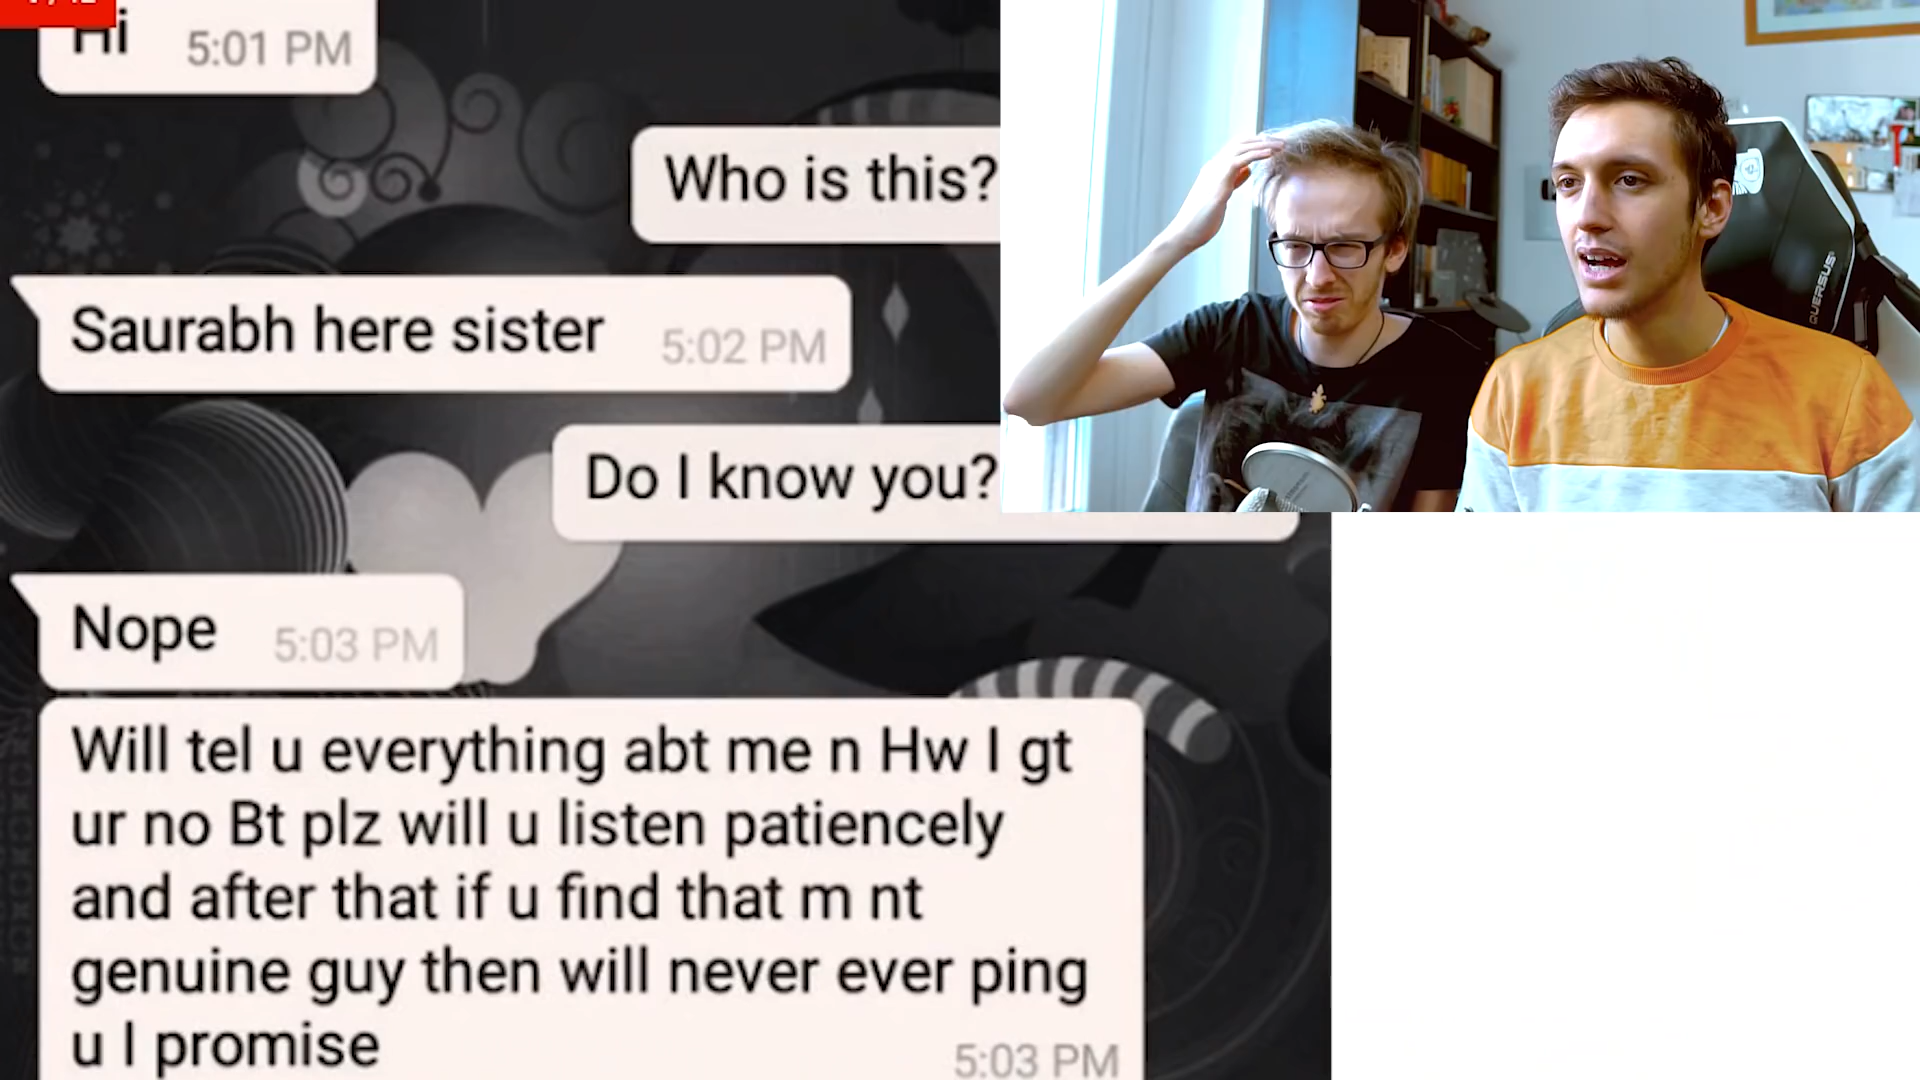 Hi 5:01 PM
Who is this?
Saurabh here sister 5:02 PM
Do I know you?
Nope 5:03 PM
Will tel u everything abt me n Hw I gt
ur no Bt plz will u listen patiencely
and after that if u find that m nt
genuine guy then will never ever ping
u I promise 5:03 PM
QUERSUS